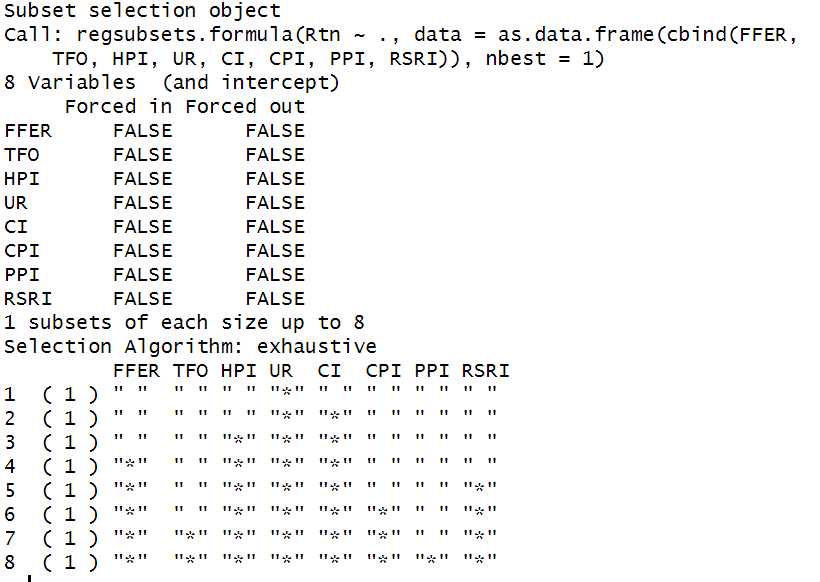 Subset selection object
Call: regsubsets.formula(Rtn ~ ., data = as.data.frame(cbind(FFER,
    TFO, HPI, UR, CI, CPI, PPI, RSRI)), nbest = 1)
8 Variables  (and intercept)
     Forced in Forced out
FFER     FALSE      FALSE
TFO      FALSE      FALSE
HPI      FALSE      FALSE
UR       FALSE      FALSE
CI       FALSE      FALSE
CPI      FALSE      FALSE
PPI      FALSE      FALSE
RSRI     FALSE      FALSE
1 subsets of each size up to 8
Selection Algorithm: exhaustive
         FFER TFO HPI UR  CI  CPI PPI RSRI
1  ( 1 ) " "  " " " " "*" " " " " " " " "
2  ( 1 ) " "  " " " " "*" "*" " " " " " "
3  ( 1 ) " "  " " "*" "*" "*" " " " " " "
4  ( 1 ) "*"  " " "*" "*" "*" " " " " " "
5  ( 1 ) "*"  " " "*" "*" "*" " " " " "*"
6  ( 1 ) "*"  " " "*" "*" "*" "*" " " "*"
7  ( 1 ) "*"  "*" "*" "*" "*" "*" " " "*"
8  ( 1 ) "*"  "*" "*" "*" "*" "*" "*" "*"